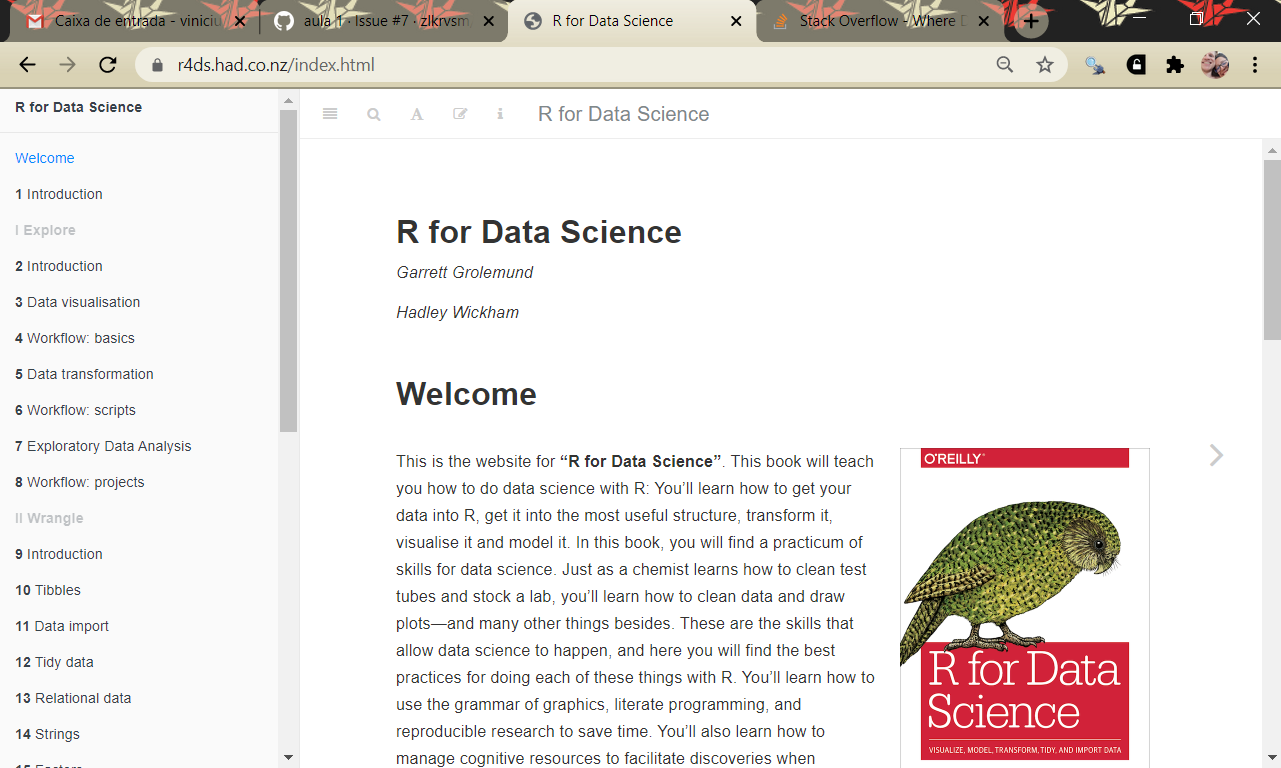 Caixa de entrada - viniciu
aula 1 · Issue #7 · zlkrvsm
R for Data Science
Stack Overflow - Where D
r4ds.had.co.nz/index.html
R for Data Science
Welcome
1 Introduction
I Explore
2 Introduction
3 Data visualisation
4 Workflow: basics
5 Data transformation
6 Workflow: scripts
7 Exploratory Data Analysis
8 Workflow: projects
II Wrangle
9 Introduction
10 Tibbles
11 Data import
12 Tidy data
13 Relational data
14 Strings
R for Data Science
R for Data Science
Garrett Grolemund
Hadley Wickham
Welcome
This is the website for “R for Data Science”. This book will teach
you how to do data science with R: You’ll learn how to get your
data into R, get it into the most useful structure, transform it,
visualise it and model it. In this book, you will find a practicum of
skills for data science. Just as a chemist learns how to clean test
tubes and stock a lab, you’ll learn how to clean data and draw
plots—and many other things besides. These are the skills that
allow data science to happen, and here you will find the best
practices for doing each of these things with R. You’ll learn how to
use the grammar of graphics, literate programming, and
reproducible research to save time. You’ll also learn how to
manage cognitive resources to facilitate discoveries when
O'REILLY®
R for Data
Science
VISUALIZE, MODEL, TRANSFORM, TIDY, AND IMPORT DATA